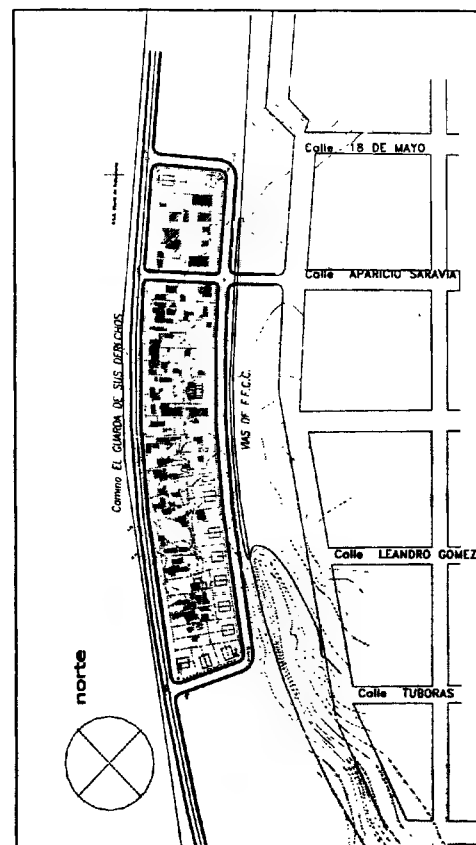 Calle 18 DE MAYO
Calle APARICIO SARAVIA
Camino EL GUARDA DE SUS DERECHOS
VIAS DE F.F.C.C.
Calle LEANDRO GOMEZ
norte
Calle TUBORAS